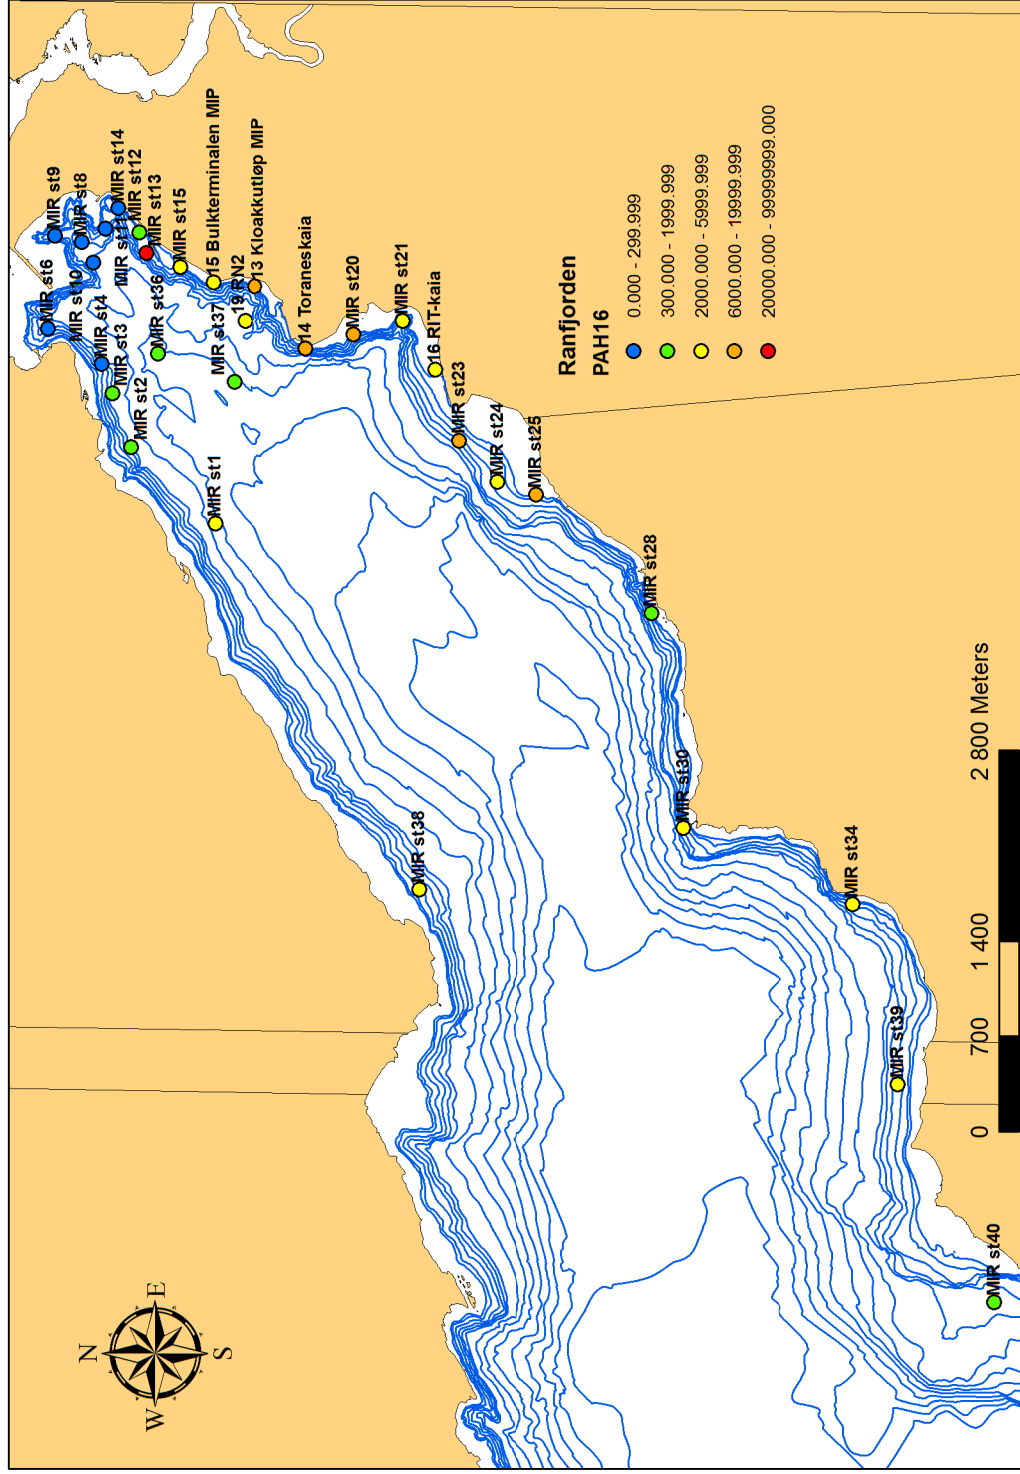 MIR st6
MIR st9
MIR st8
MIR st10
MIR st4
MIR st3
MIR st2
MIR st11
MIR st14
MIR st12
MIR st13
MIR st36
MIR st15
15 Bulkterminalen MIP
MIR st37
19 RN2
13 Kloakkutløp MIP
14 Toraneskaia
MIR st20
MIR st21
16 RIT-kaia
MIR st23
MIR st24
MIR st25
MIR st1
MIR st28
MIR st30
MIR st38
MIR st34
MIR st39
MIR st40
Ranfjorden
PAH16
0.000 - 299.999
300.000 - 1999.999
2000.000 - 5999.999
6000.000 - 19999.999
20000.000 - 99999999.000
N
W
E
S
0 700 1 400 2 800 Meters